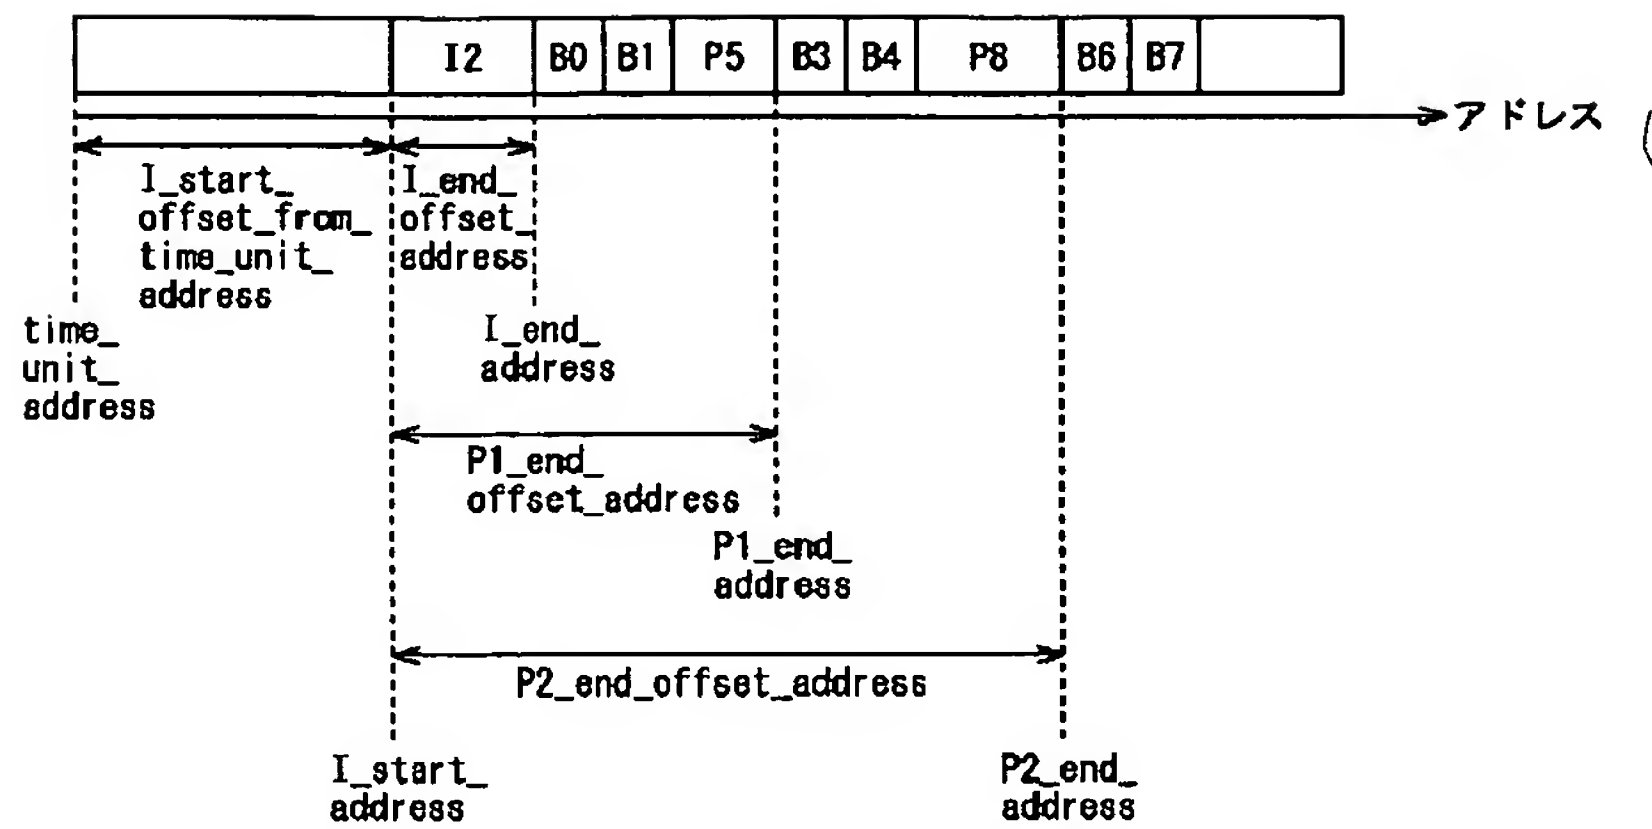 I2 B0 B1 P5 B3 B4 P8 B6 B7
アドレス
I_start_
offset_from_
time_unit_
address
I_end_
offset_
address
time_
unit_
address
I_end_
address
P1_end_
offset_address
P1_end_
address
P2_end_offset_address
I_start_
address
P2_end_
address